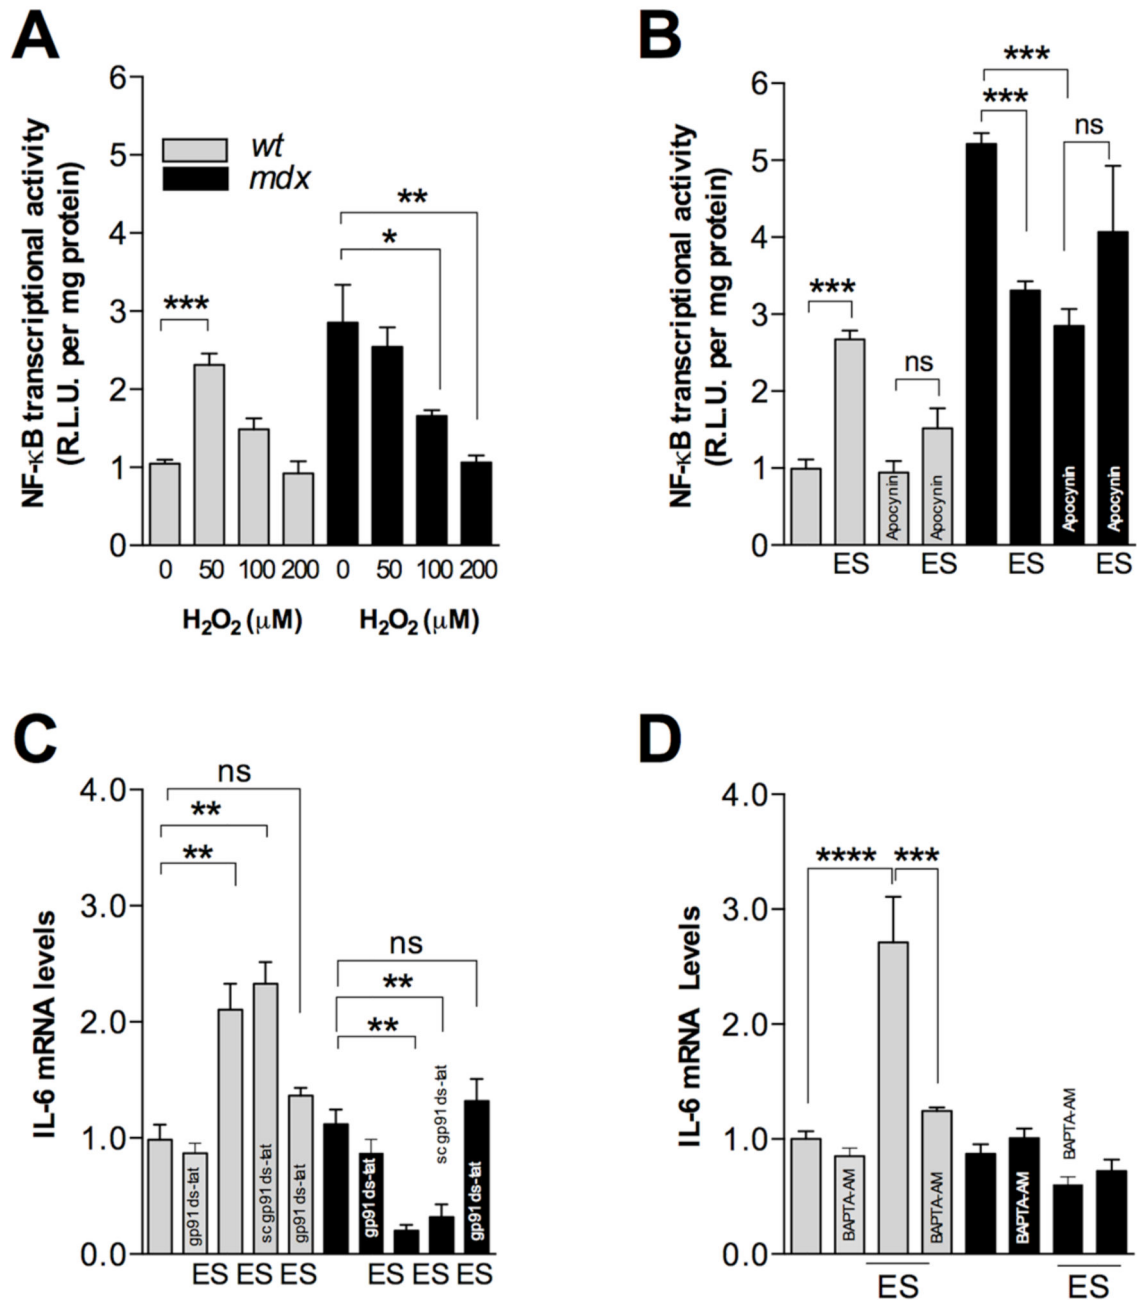 A
NF-κB transcriptional activity
(R.L.U. per mg protein)
6
5
4
3
2
1
0
wt
mdx
***
*
**
0 50 100 200 0 50 100 200
H2O2 (μM) H2O2 (μM)
B
NF-κB transcriptional activity
(R.L.U. per mg protein)
6
5
4
3
2
1
0
***
ns
***
***
ns
Apocynin
Apocynin
Apocynin
Apocynin
ES ES ES ES
C
IL-6 mRNA levels
4.0
3.0
2.0
1.0
0.0
ns
**
**
ns
**
**
gp91 ds-tat
sc gp91 ds-tat
gp91 ds-tat
gp91 ds-tat
sc gp91 ds-tat
gp91 ds-tat
ES ES ES ES ES ES
D
IL-6 mRNA Levels
4.0
3.0
2.0
1.0
0.0
**** ***
BAPTA-AM
BAPTA-AM
BAPTA-AM
BAPTA-AM
ES ES